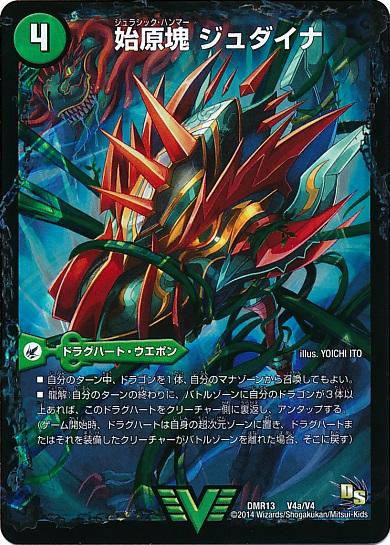 4
ジュラシック・ハンマー
始原塊 ジュダイナ
ドラグハート・ウエポン
illus. YOICHI ITO
■ 自分のターン中、ドラゴンを1体、自分のマナゾーンから召喚してもよい。
■ 龍解:自分のターンの終わりに、バトルゾーンに自分のドラゴンが3体以
上あれば、このドラグハートをクリーチャー側に裏返し、アンタップする。
(ゲーム開始時、ドラグハートは自身の超次元ゾーンに置き、ドラグハート
またはそれを装備したクリーチャーがバトルゾーンを離れた場合、そこに戻す)
DS
DMR13 V4a/V4
©2014 Wizards/Shogakukan/Mitsui-Kids